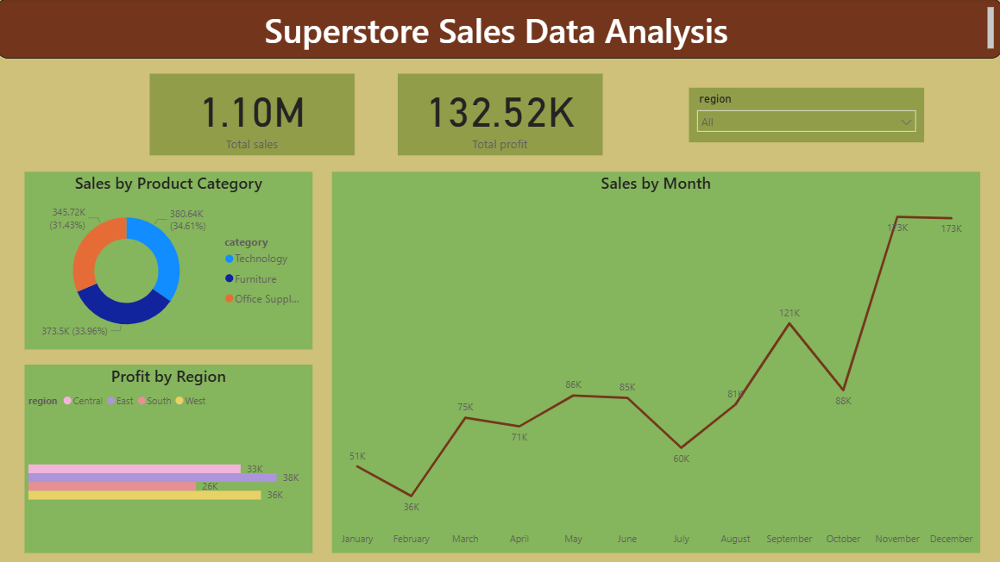 Superstore Sales Data Analysis
1.10M
Total sales
132.52K
Total profit
region
All
Sales by Product Category
345.72K
(31.43%)
380.64K
(34.61%)
373.5K (33.96%)
category
Technology
Furniture
Office Suppl...
Profit by Region
region Central East South West
33K
38K
26K
36K
Sales by Month
51K
36K
75K
71K
86K
85K
60K
81K
121K
88K
173K
173K
January February March April May June July August September October November December